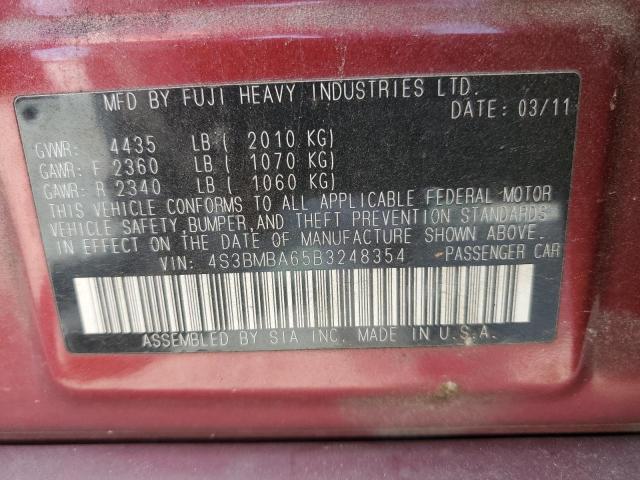 MFD BY FUJI HEAVY INDUSTRIES LTD.
DATE: 03/11
GVWR: 4435 LB ( 2010 KG)
GAWR: F 2360 LB ( 1070 KG)
GAWR: R 2340 LB ( 1060 KG)
THIS VEHICLE CONFORMS TO ALL APPLICABLE FEDERAL MOTOR
VEHICLE SAFETY, BUMPER, AND THEFT PREVENTION STANDARDS
IN EFFECT ON THE DATE OF MANUFACTURE SHOWN ABOVE.
VIN: 4S3BMBA65B3248354 PASSENGER CAR
ASSEMBLED BY SIA INC. MADE IN U.S.A.